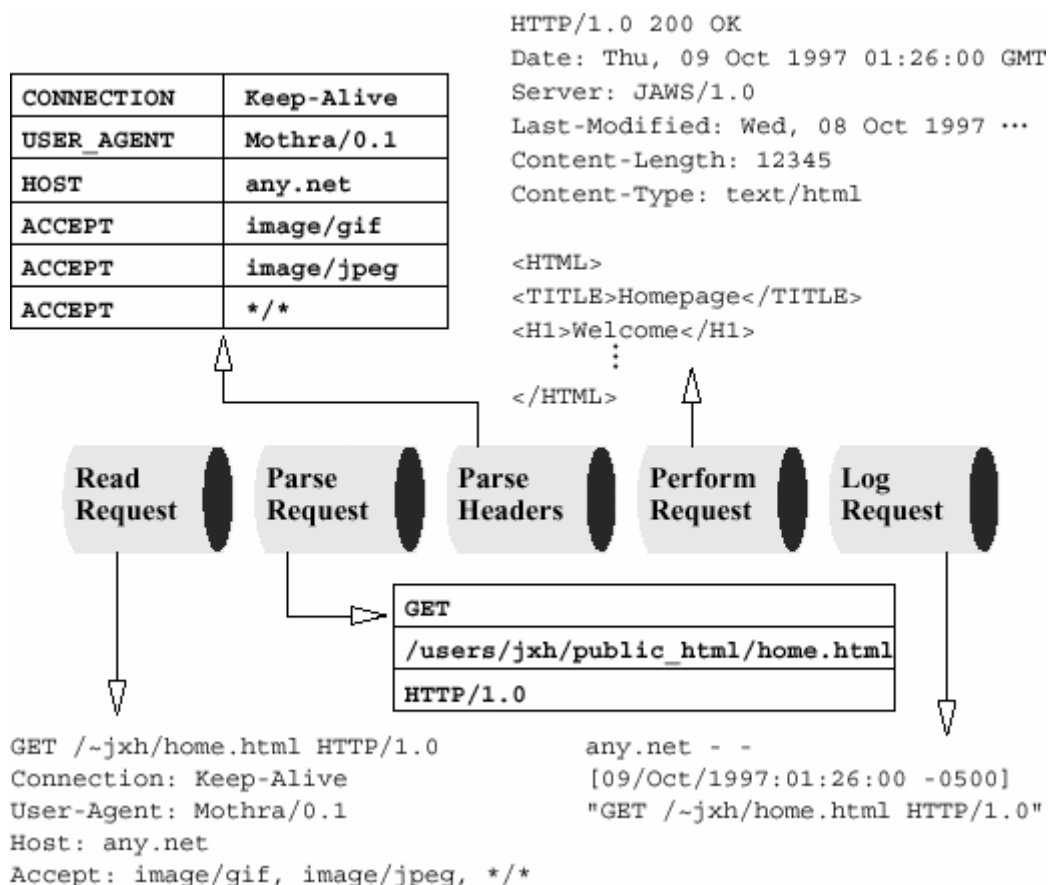 HTTP/1.0 200 OK
Date: Thu, 09 Oct 1997 01:26:00 GMT
Server: JAWS/1.0
Last-Modified: Wed, 08 Oct 1997 ⋯
Content-Length: 12345
Content-Type: text/html
<HTML>
<TITLE>Homepage</TITLE>
<H1>Welcome</H1>
⋮
</HTML>
CONNECTION Keep-Alive
USER_AGENT Mothra/0.1
HOST any.net
ACCEPT image/gif
ACCEPT image/jpeg
ACCEPT */*
Read
Request
Parse
Request
Parse
Headers
Perform
Request
Log
Request
GET
/users/jxh/public_html/home.html
HTTP/1.0
GET /~jxh/home.html HTTP/1.0
Connection: Keep-Alive
User-Agent: Mothra/0.1
Host: any.net
Accept: image/gif, image/jpeg, */*
any.net - -
[09/Oct/1997:01:26:00 -0500]
"GET /~jxh/home.html HTTP/1.0"